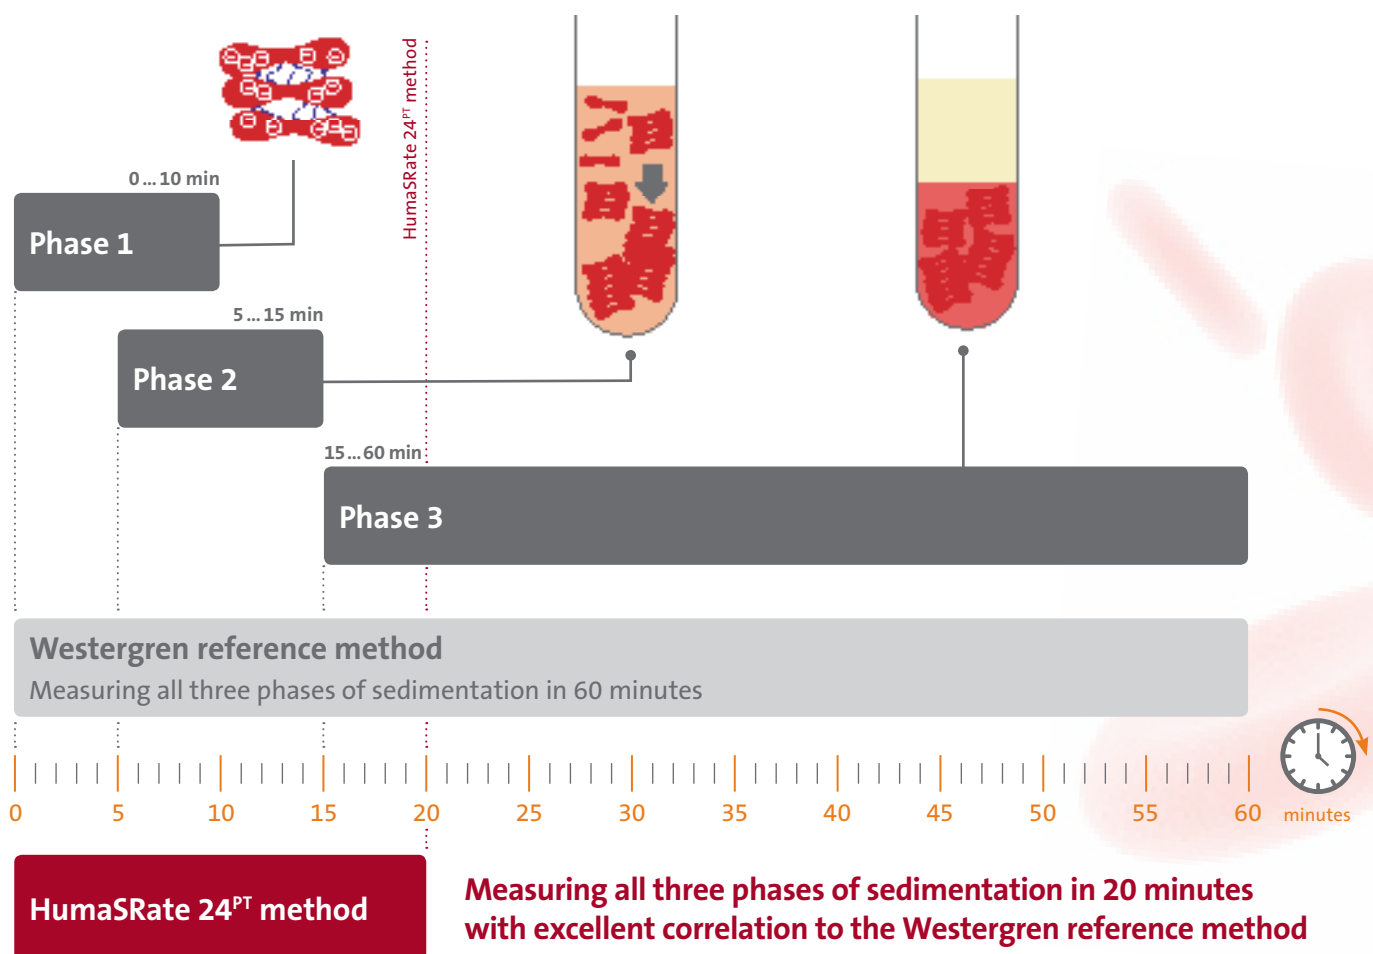 HumaSRate 24PT method
0...10 min
Phase 1
5...15 min
Phase 2
15...60 min
Phase 3
Westergren reference method
Measuring all three phases of sedimentation in 60 minutes
0 5 10 15 20 25 30 35 40 45 50 55 60 minutes
HumaSRate 24PT method
Measuring all three phases of sedimentation in 20 minutes
with excellent correlation to the Westergren reference method